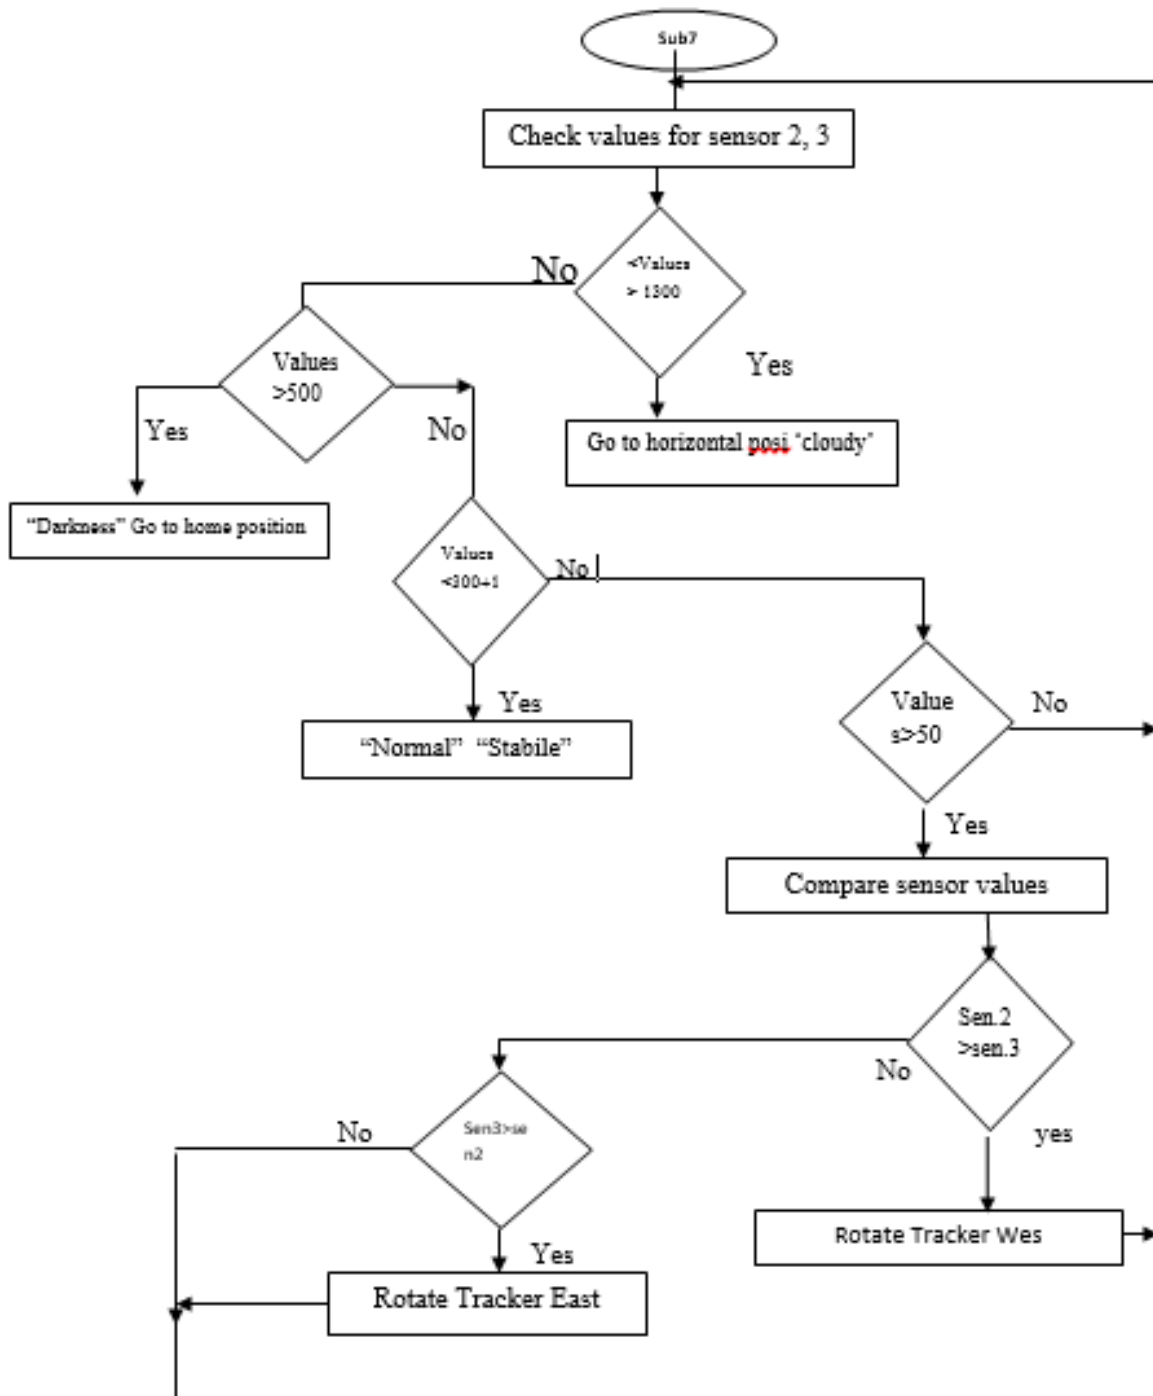 Sub7
Check values for sensor 2, 3
No
<Values
> 1300
Yes
Values
>500
Yes
No
Go to horizontal posi "cloudy"
"Darkness" Go to home position
Values
<300+1
No
Yes
"Normal" "Stabile"
Value
s>50
No
Yes
Compare sensor values
Sen.2
>sen.3
No
yes
No
Sen3>se
n2
Yes
Rotate Tracker Wes
Rotate Tracker East